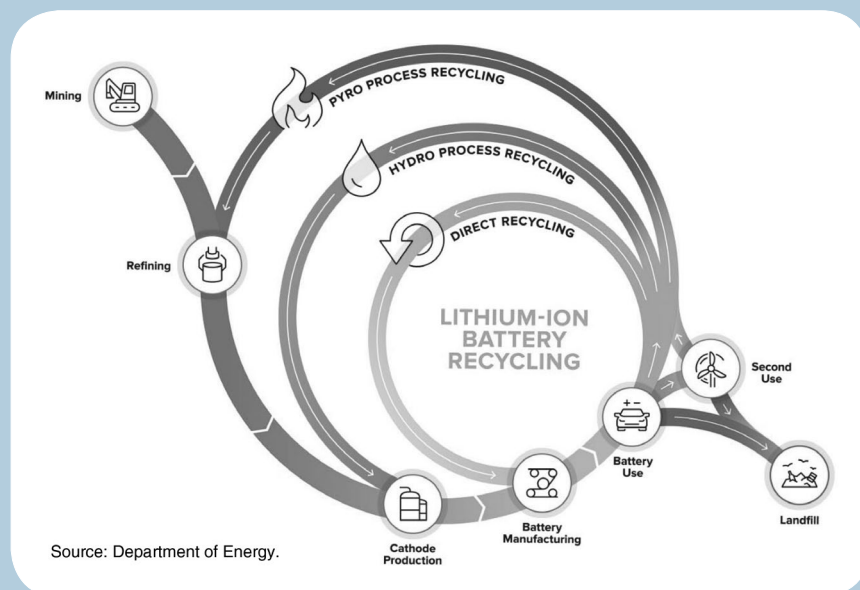 Mining
PYRO PROCESS RECYCLING
HYDRO PROCESS RECYCLING
DIRECT RECYCLING
Refining
LITHIUM-ION
BATTERY
RECYCLING
Second
Use
+ −
Battery
Use
Landfill
Battery
Manufacturing
Cathode
Production
Source: Department of Energy.